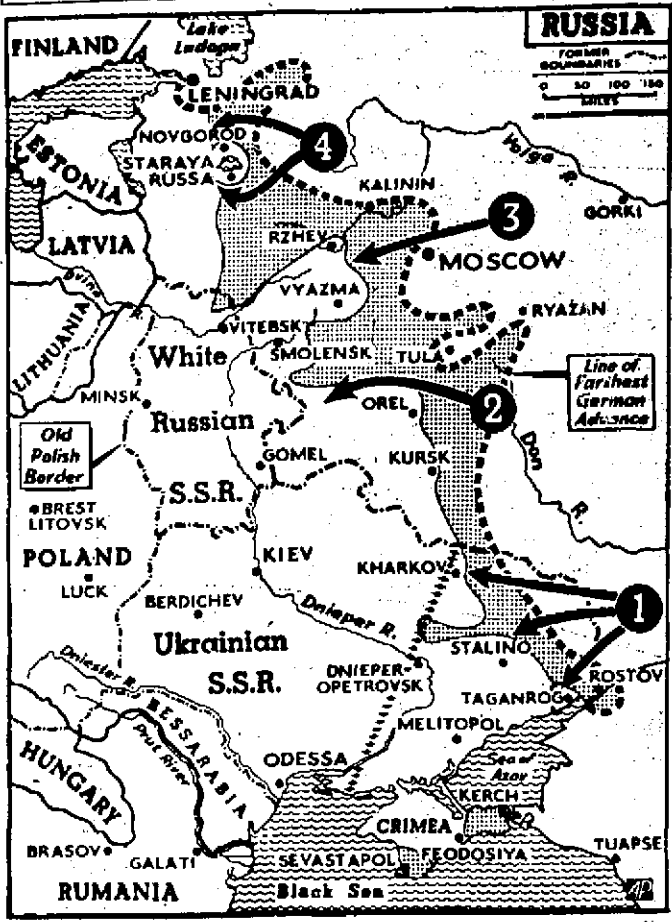 RUSSIA
FORMER
BOUNDARIES
0 50 100 150
MILES
Lake
Ladoga
FINLAND
LENINGRAD
NOVGOROD
4
STARAYA
RUSSA
ESTONIA
Volga R.
KALININ
3
GORKI
LATVIA
RZHEV
MOSCOW
Dvina R.
VYAZMA
RYAZAN
LITHUANIA
VITEBSK
White
SMOLENSK
TULA
Line of
Farthest
German
Advance
MINSK
2
OREL
Russian
Old
Polish
Border
GOMEL
KURSK
Don
R.
S.S.R.
BREST
LITOVSK
POLAND
KIEV
KHARKOV
LUCK
1
BERDICHEV
Dnieper R.
Ukrainian
STALINO
S.S.R.
DNIEPER-
OPETROVSK
ROSTOV
Dniester R.
TAGANROG
BESSARABIA
MELITOPOL
Prut River
HUNGARY
ODESSA
Sea of
Azov
KERCH
CRIMEA
BRASOV
GALATI
SEVASTAPOL
FEODOSIYA
TUAPSE
RUMANIA
Black Sea
AP